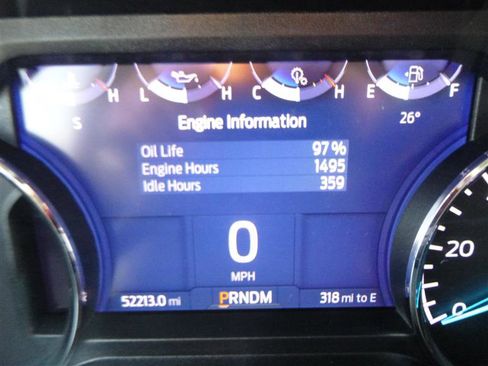 H L H C H E F
S 26°
Engine Information
Oil Life 97 %
Engine Hours 1495
Idle Hours 359
0
MPH
20
0
52213.0 mi PRNDM 318 mi to E